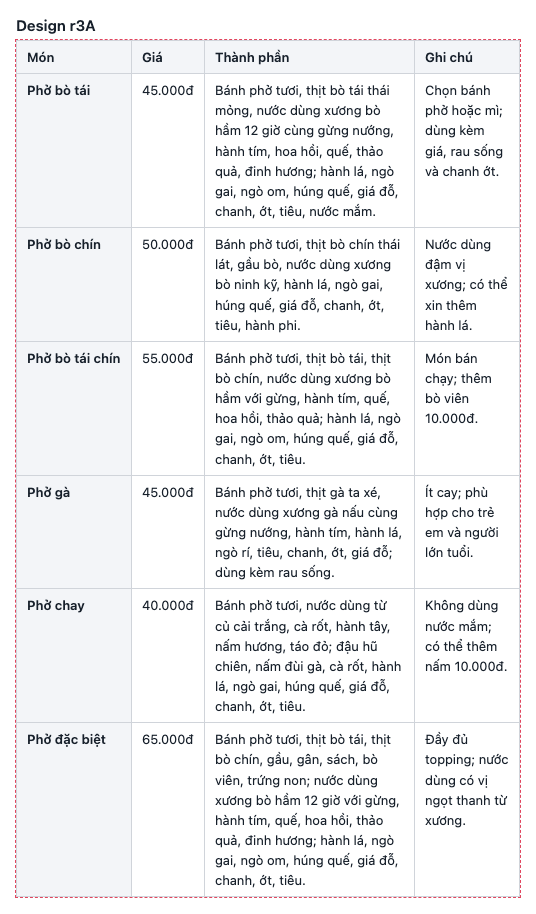 Design r3A
Món Giá Thành phần Ghi chú
Phở bò tái 45.000đ Bánh phở tươi, thịt bò tái thái Chọn bánh
mỏng, nước dùng xương bò phở hoặc mì;
hầm 12 giờ cùng gừng nướng, dùng kèm
hành tím, hoa hồi, quế, thảo giá, rau sống
quả, đinh hương; hành lá, ngò và chanh ớt.
gai, ngò om, húng quế, giá đỗ,
chanh, ớt, tiêu, nước mắm.
Phở bò chín 50.000đ Bánh phở tươi, thịt bò chín thái Nước dùng
lát, gầu bò, nước dùng xương đậm vị
bò ninh kỹ, hành lá, ngò gai, xương; có thể
húng quế, giá đỗ, chanh, ớt, xin thêm
tiêu, hành phi. hành lá.
Phở bò tái chín 55.000đ Bánh phở tươi, thịt bò tái, thịt Món bán
bò chín, nước dùng xương bò chạy; thêm
hầm với gừng, hành tím, quế, bò viên
hoa hồi, thảo quả; hành lá, ngò 10.000đ.
gai, ngò om, húng quế, giá đỗ,
chanh, ớt, tiêu.
Phở gà 45.000đ Bánh phở tươi, thịt gà ta xé, Ít cay; phù
nước dùng xương gà nấu cùng hợp cho trẻ
gừng nướng, hành tím, hành lá, em và người
ngò rí, tiêu, chanh, ớt, giá đỗ; lớn tuổi.
dùng kèm rau sống.
Phở chay 40.000đ Bánh phở tươi, nước dùng từ Không dùng
củ cải trắng, cà rốt, hành tây, nước mắm;
nấm hương, táo đỏ; đậu hũ có thể thêm
chiên, nấm đùi gà, cà rốt, hành nấm 10.000đ.
lá, ngò gai, húng quế, giá đỗ,
chanh, ớt, tiêu.
Phở đặc biệt 65.000đ Bánh phở tươi, thịt bò tái, thịt Đầy đủ
bò chín, gầu, gân, sách, bò topping; nước
viên, trứng non; nước dùng dùng có vị
xương bò hầm 12 giờ với gừng, ngọt thanh từ
hành tím, quế, hoa hồi, thảo xương.
quả, đinh hương; hành lá, ngò
gai, ngò om, húng quế, giá đỗ,
chanh, ớt, tiêu.